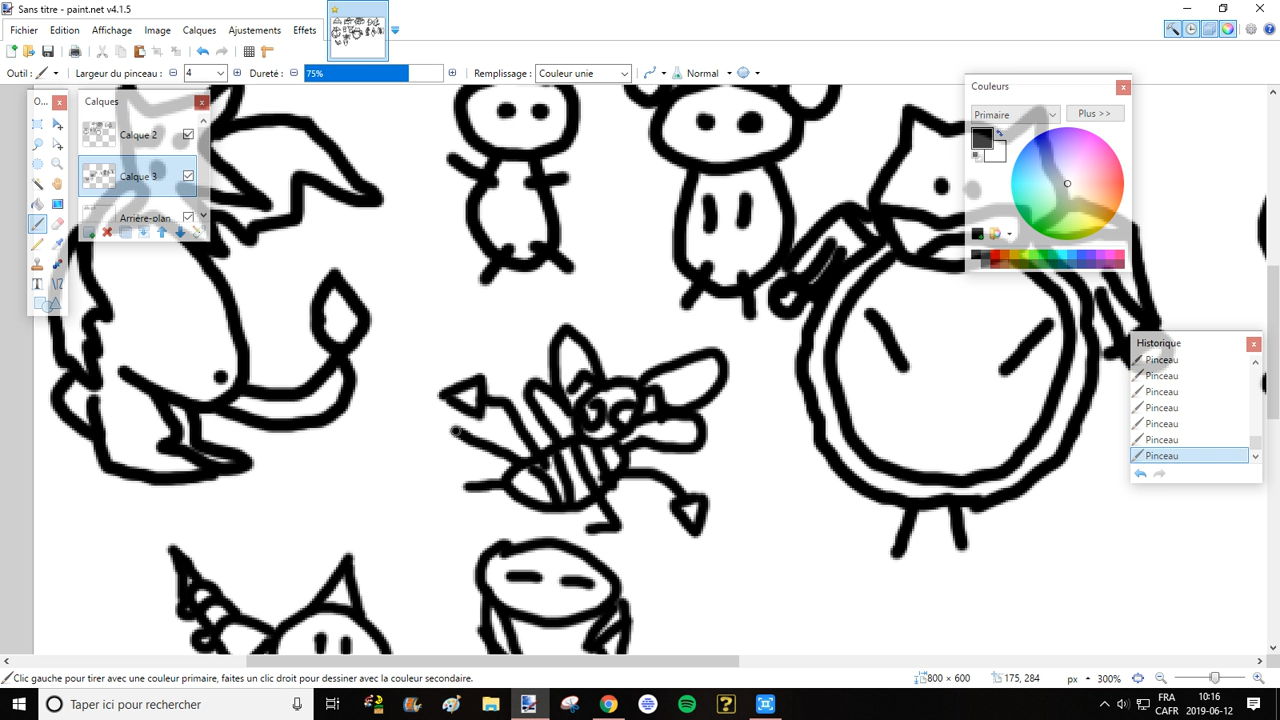 Sans titre - paint.net v4.1.5
Fichier Edition Affichage Image Calques Ajustements Effets
Outil : Largeur du pinceau : 4 Dureté : 75% Remplissage : Couleur unie Normal
O... Calques
Calque 2
Calque 3
Arrière-plan
Couleurs
Primaire Plus >>
Historique
Pinceau
Pinceau
Pinceau
Pinceau
Pinceau
Pinceau
Pinceau
Clic gauche pour tirer avec une couleur primaire, faites un clic droit pour dessiner avec la couleur secondaire. 800 × 600 175, 284 px 300%
Taper ici pour rechercher
FRA 10:16
CAFR 2019-06-12